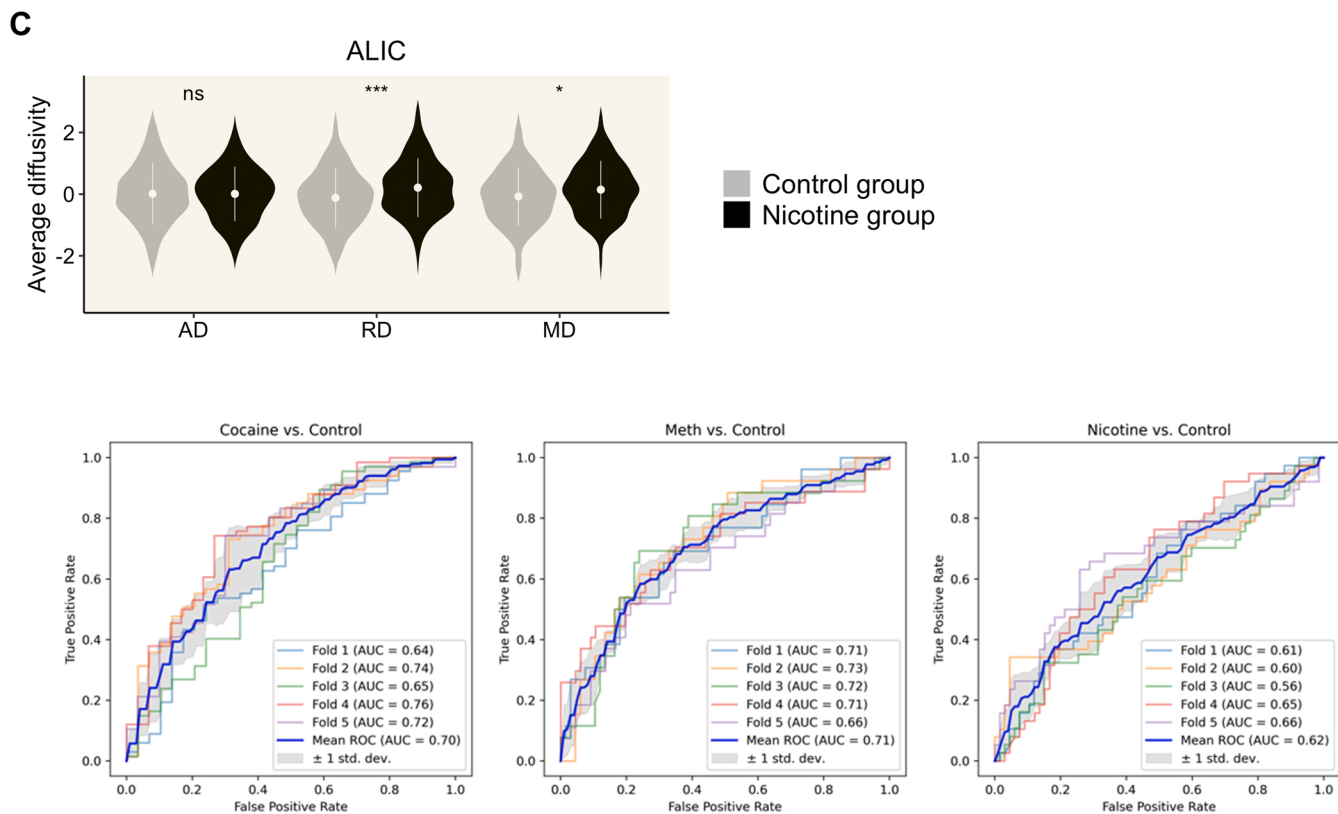 C
ALIC
ns
***
*
Average diffusivity
2
0
-2
AD
RD
MD
Control group
Nicotine group
Cocaine vs. Control
True Positive Rate
1.0
0.8
0.6
0.4
0.2
0.0
Fold 1 (AUC = 0.64)
Fold 2 (AUC = 0.74)
Fold 3 (AUC = 0.65)
Fold 4 (AUC = 0.76)
Fold 5 (AUC = 0.72)
Mean ROC (AUC = 0.70)
± 1 std. dev.
0.0 0.2 0.4 0.6 0.8 1.0
False Positive Rate
Meth vs. Control
True Positive Rate
1.0
0.8
0.6
0.4
0.2
0.0
Fold 1 (AUC = 0.71)
Fold 2 (AUC = 0.73)
Fold 3 (AUC = 0.72)
Fold 4 (AUC = 0.71)
Fold 5 (AUC = 0.66)
Mean ROC (AUC = 0.71)
± 1 std. dev.
0.0 0.2 0.4 0.6 0.8 1.0
False Positive Rate
Nicotine vs. Control
True Positive Rate
1.0
0.8
0.6
0.4
0.2
0.0
Fold 1 (AUC = 0.61)
Fold 2 (AUC = 0.60)
Fold 3 (AUC = 0.56)
Fold 4 (AUC = 0.65)
Fold 5 (AUC = 0.66)
Mean ROC (AUC = 0.62)
± 1 std. dev.
0.0 0.2 0.4 0.6 0.8 1.0
False Positive Rate